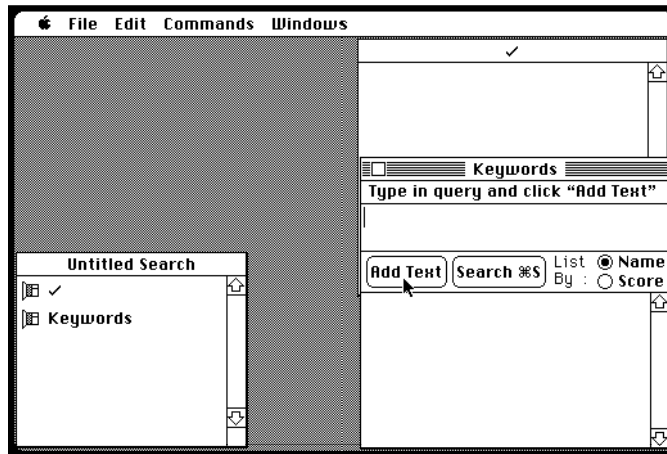 File Edit Commands Windows
✓
Keywords
Type in query and click “Add Text”
Add Text Search ⌘S List By : Name Score
Untitled Search
✓
Keywords